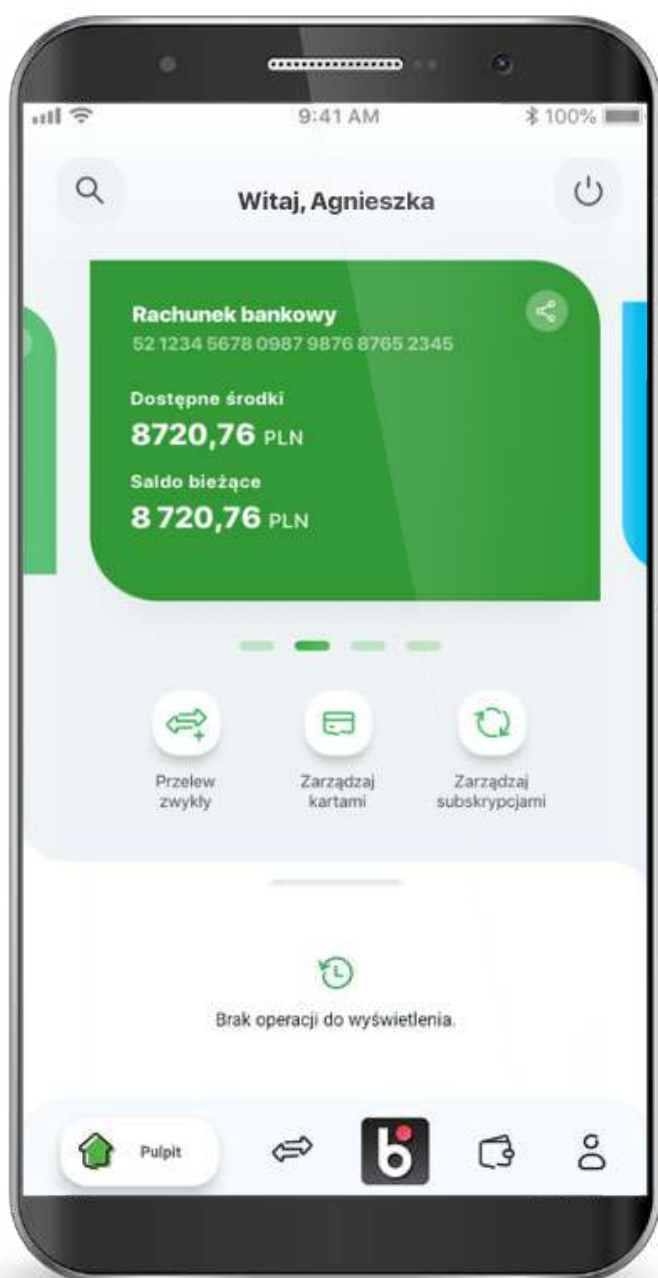 9:41 AM
100%
Witaj, Agnieszka
Rachunek bankowy
52 1234 5678 0987 9876 8765 2345
Dostępne środki
8720,76 PLN
Saldo bieżące
8 720,76 PLN
Przelew
zwykły
Zarządzaj
kartami
Zarządzaj
subskrypcjami
Brak operacji do wyświetlenia.
Pulpit
b